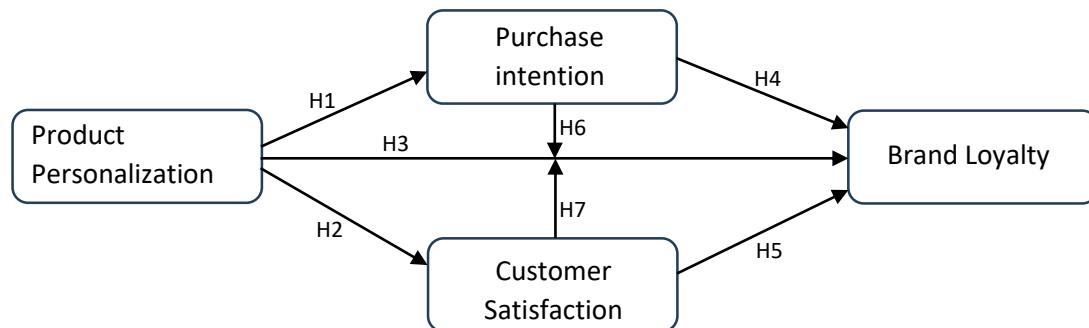 Purchase
intention
H1
H4
H6
Product
Personalization
H3
Brand Loyalty
H2
H7
H5
Customer
Satisfaction